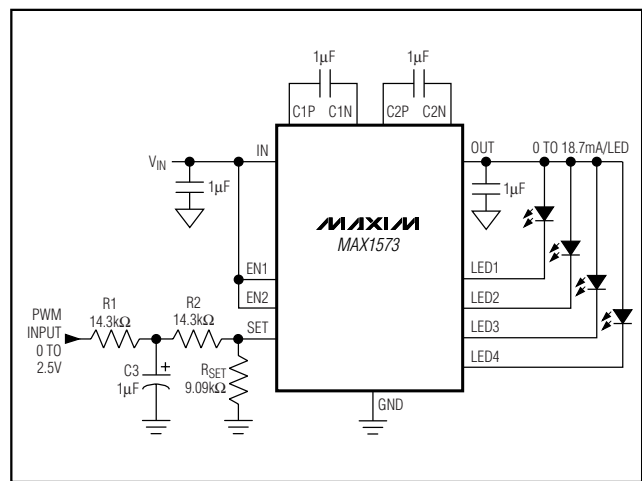 1µF
1µF
C1P
C1N
C2P
C2N
VIN
IN
OUT
0 TO 18.7mA/LED
1µF
1µF
MAXIM
MAX1573
EN1
LED1
EN2
LED2
R1
14.3kΩ
R2
14.3kΩ
SET
LED3
PWM
INPUT
0 TO
2.5V
LED4
C3
1µF
+
RSET
9.09kΩ
GND